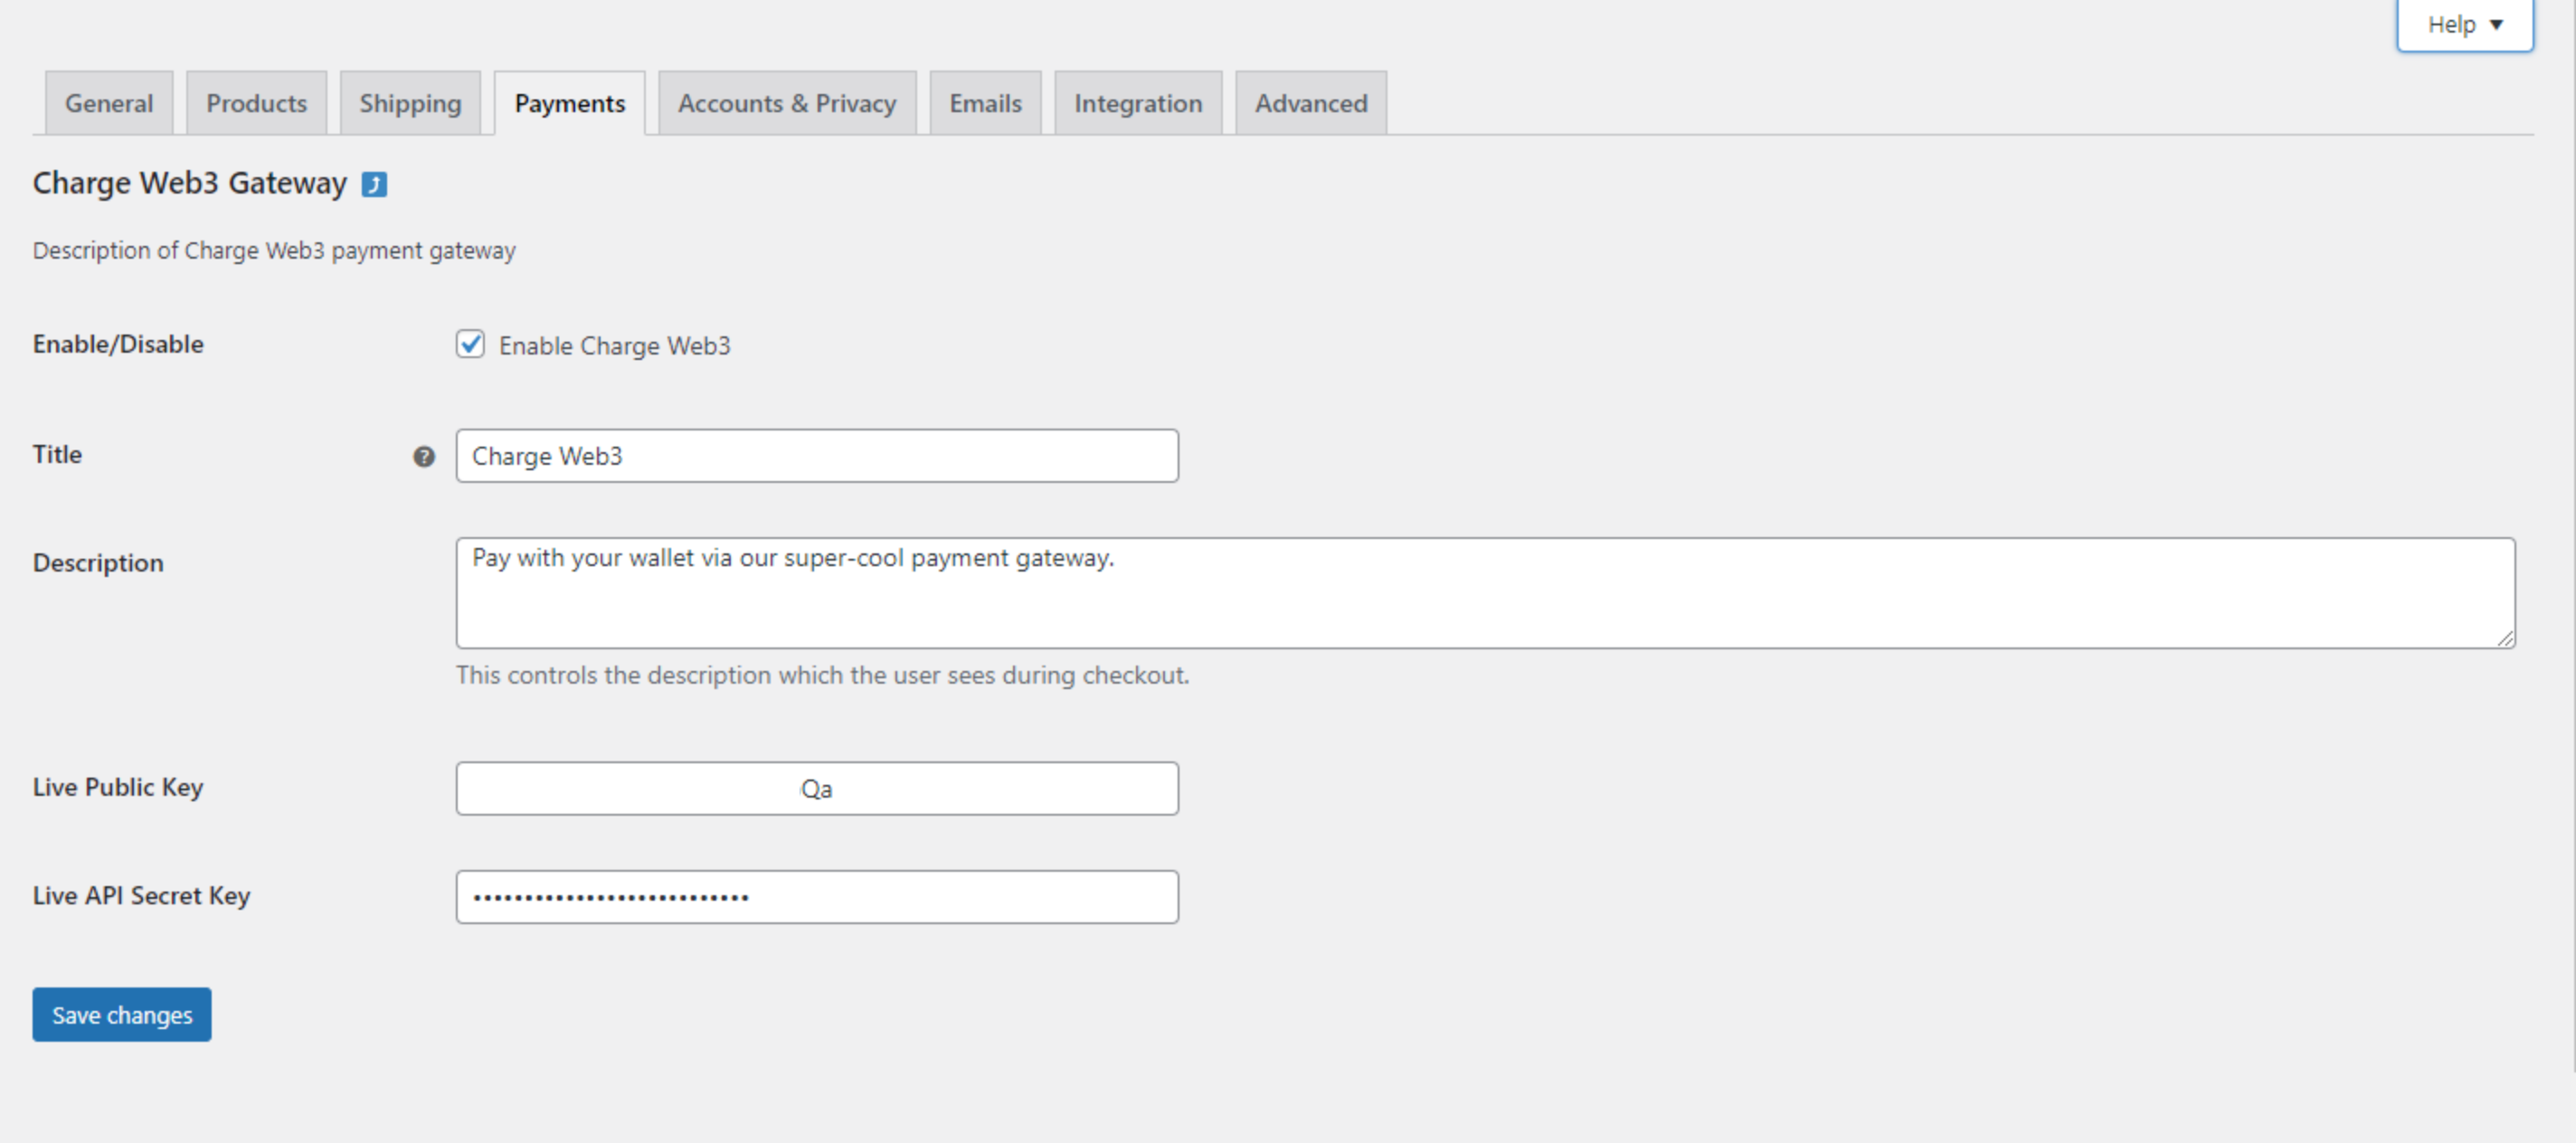 Help
General Products Shipping Payments Accounts & Privacy Emails Integration Advanced
Charge Web3 Gateway
Description of Charge Web3 payment gateway
Enable/Disable Enable Charge Web3
Title ? Charge Web3
Description Pay with your wallet via our super-cool payment gateway.
This controls the description which the user sees during checkout.
Live Public Key Qa
Live API Secret Key •••••••••••••••••••••••••••
Save changes